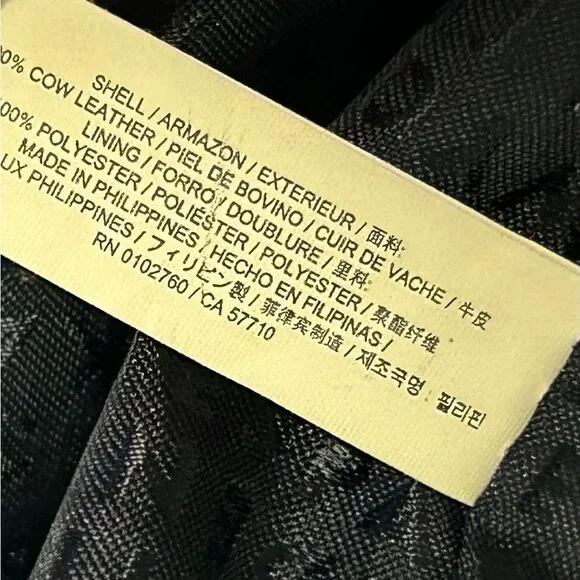 SHELL / ARMAZON / EXTERIEUR / 面料
00% COW LEATHER / PIEL DE BOVINO / CUIR DE VACHE / 牛皮
LINING / FORRO / DOUBLURE / 里料
00% POLYESTER / POLIÉSTER / POLYESTER / 聚酯纤维
MADE IN PHILIPPINES / HECHO EN FILIPINAS /
UX PHILIPPINES / フィリピン製 / 菲律宾制造 / 제조국명 : 필리핀
RN 0102760 / CA 57710